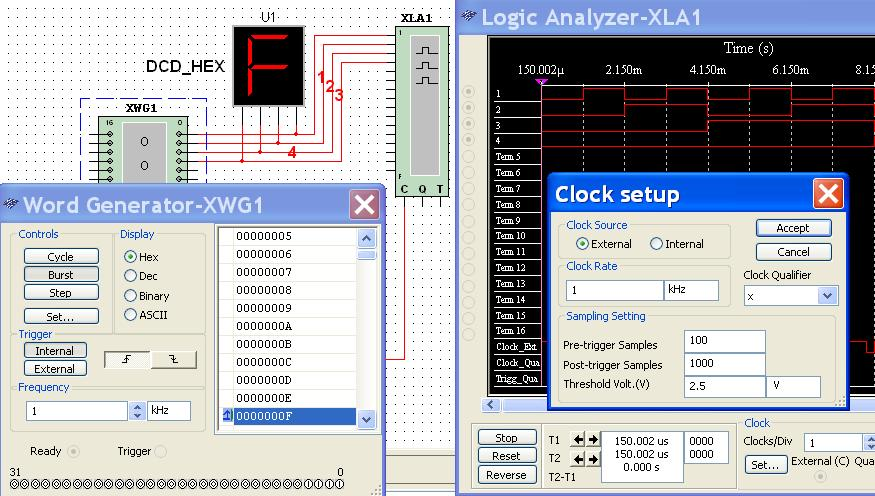 U1
XLA1
DCD_HEX
F
1
2
3
4
XWG1
16
0
O
O
1
F
C Q T
Logic Analyzer-XLA1
Time (s)
150.002µ 2.150m 4.150m 6.150m 8.15
1
2
3
4
Term 5
Term 6
Term 7
Term 8
Term 9
Term 10
Term 11
Term 12
Term 13
Term 14
Term 15
Term 16
Clock_Ext
Clock_Qua
Trigg_Qua
Clock setup
Clock Source
External Internal
Accept
Cancel
Clock Rate
1 kHz
Clock Qualifier
x
Sampling Setting
Pre-trigger Samples 100
Post-trigger Samples 1000
Threshold Volt.(V) 2.5 V
Stop
Reset
Reverse
T1 150.002 us 0000
T2 150.002 us 0000
T2-T1 0.000 s
Clock
Clocks/Div 1
Set... External (C) Qua
Word Generator-XWG1
Controls
Cycle
Burst
Step
Set...
Display
Hex
Dec
Binary
ASCII
Trigger
Internal
External
Frequency
1 kHz
00000005
00000006
00000007
00000008
00000009
0000000A
0000000B
0000000C
0000000D
0000000E
0000000F
Ready Trigger
31 0